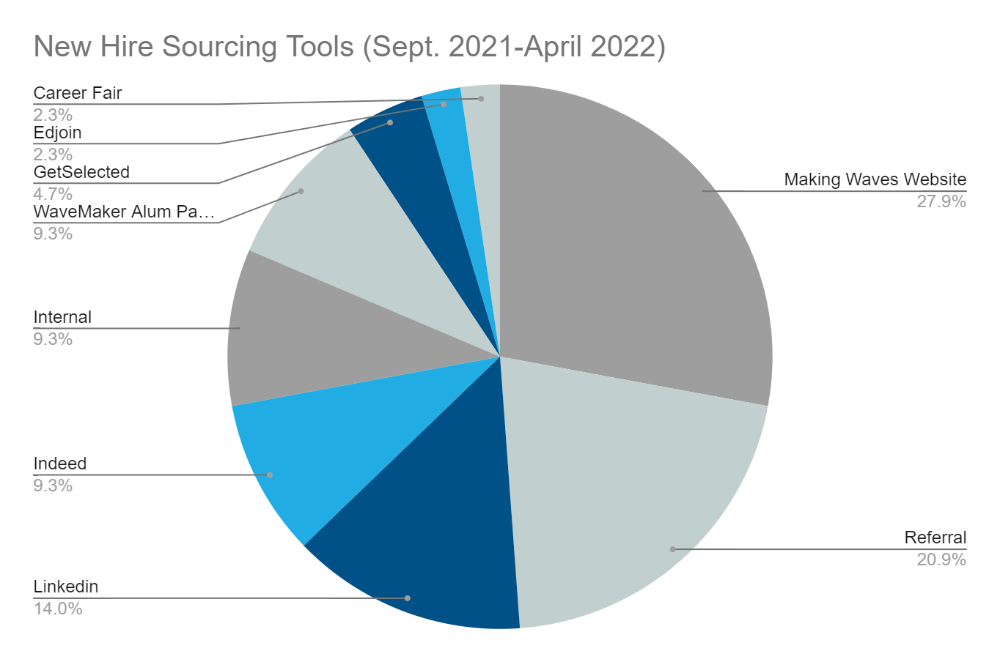 New Hire Sourcing Tools (Sept. 2021-April 2022)
Career Fair
2.3%
Edjoin
2.3%
GetSelected
4.7%
WaveMaker Alum Pa…
9.3%
Internal
9.3%
Indeed
9.3%
Linkedin
14.0%
Making Waves Website
27.9%
Referral
20.9%